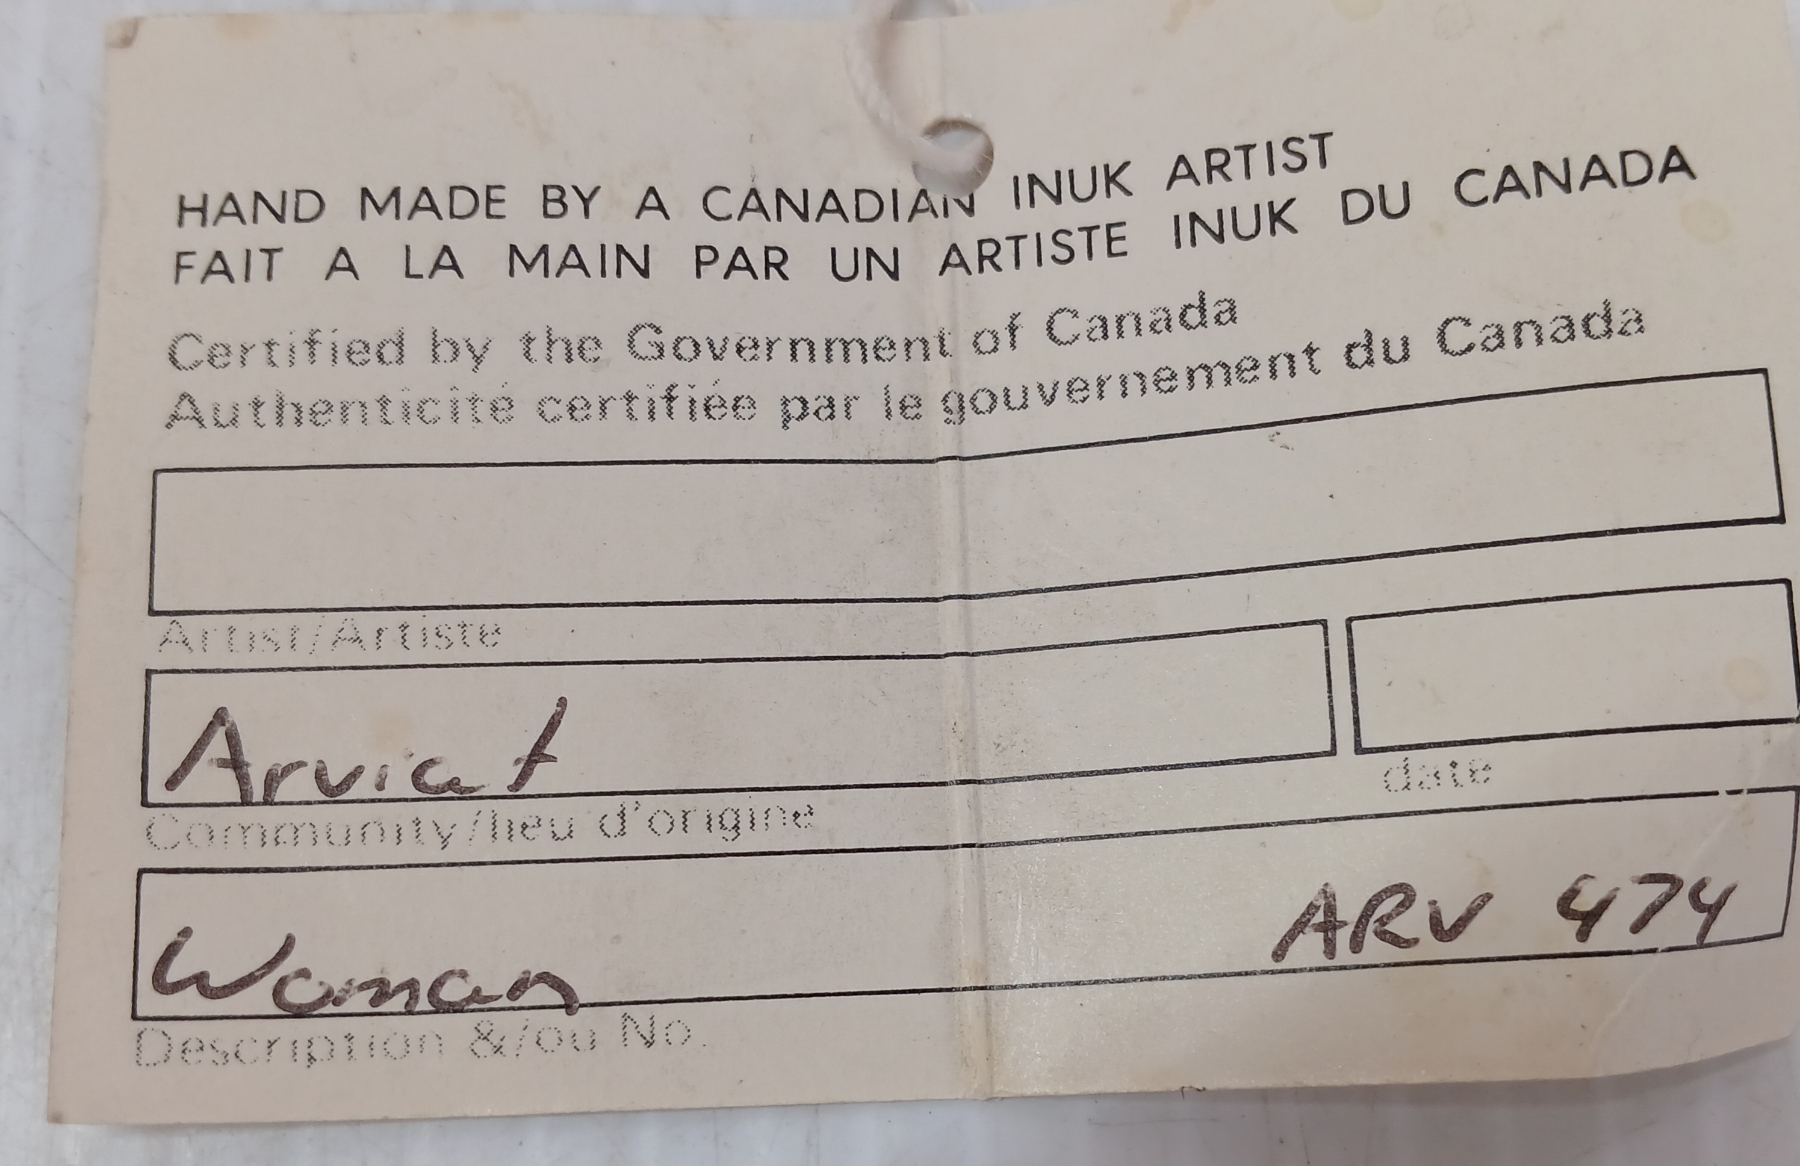 HAND MADE BY A CANADIAN INUK ARTIST
FAIT A LA MAIN PAR UN ARTISTE INUK DU CANADA
Certified by the Government of Canada
Authenticité certifiée par le gouvernement du Canada
Artist/Artiste
Arviat
Community/lieu d'origine
date
Woman ARV 474
Description &/ou No.